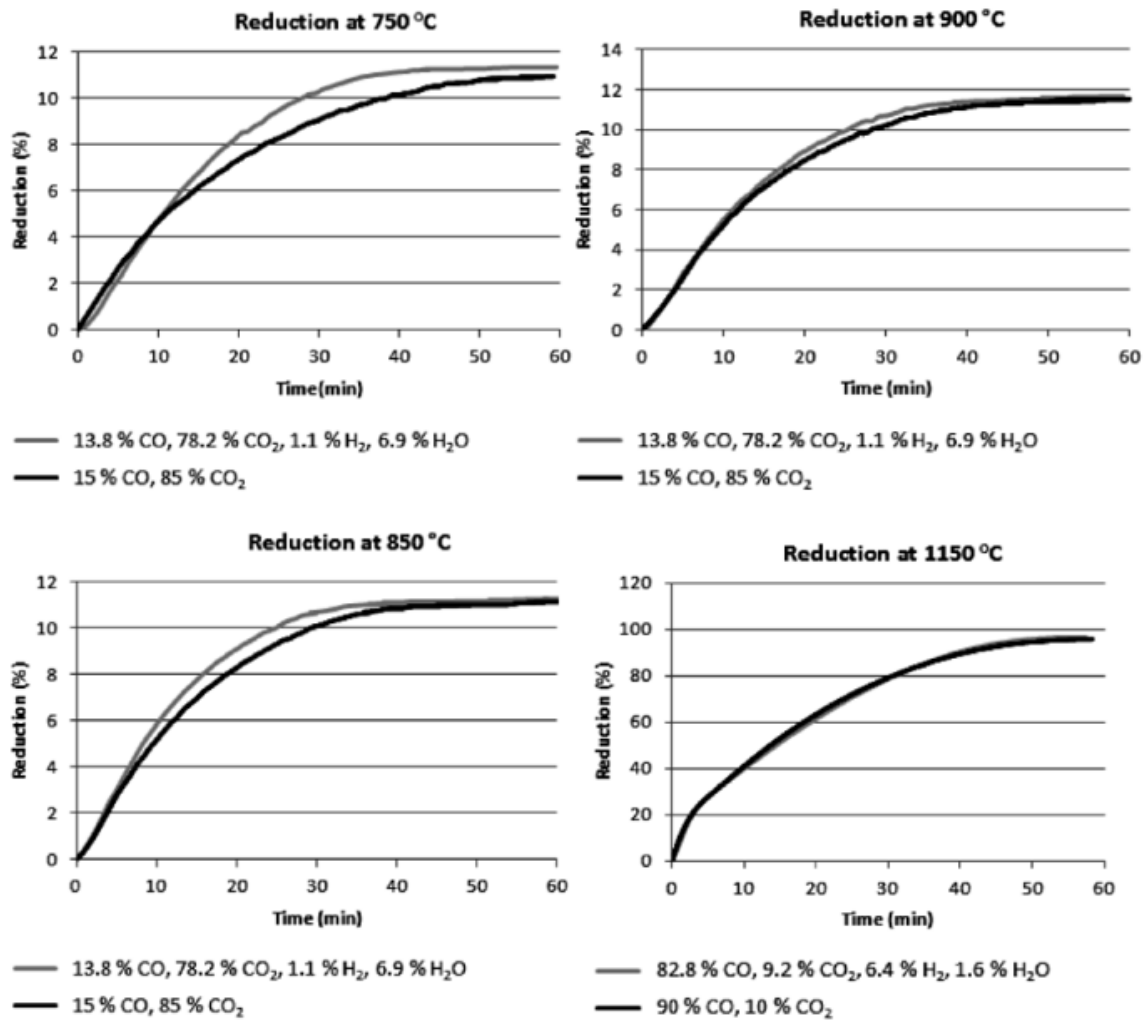 Reduction at 750 °C
12
10
8
6
4
2
0
Reduction (%)
0 10 20 30 40 50 60
Time(min)
13.8 % CO, 78.2 % CO₂, 1.1 % H₂, 6.9 % H₂O
15 % CO, 85 % CO₂
Reduction at 900 °C
14
12
10
8
6
4
2
0
Reduction (%)
0 10 20 30 40 50 60
Time (min)
13.8 % CO, 78.2 % CO₂, 1.1 % H₂, 6.9 % H₂O
15 % CO, 85 % CO₂
Reduction at 850 °C
12
10
8
6
4
2
0
Reduction (%)
0 10 20 30 40 50 60
Time (min)
13.8 % CO, 78.2 % CO₂, 1.1 % H₂, 6.9 % H₂O
15 % CO, 85 % CO₂
Reduction at 1150 °C
120
100
80
60
40
20
0
Reduction (%)
0 10 20 30 40 50 60
Time (min)
82.8 % CO, 9.2 % CO₂, 6.4 % H₂, 1.6 % H₂O
90 % CO, 10 % CO₂